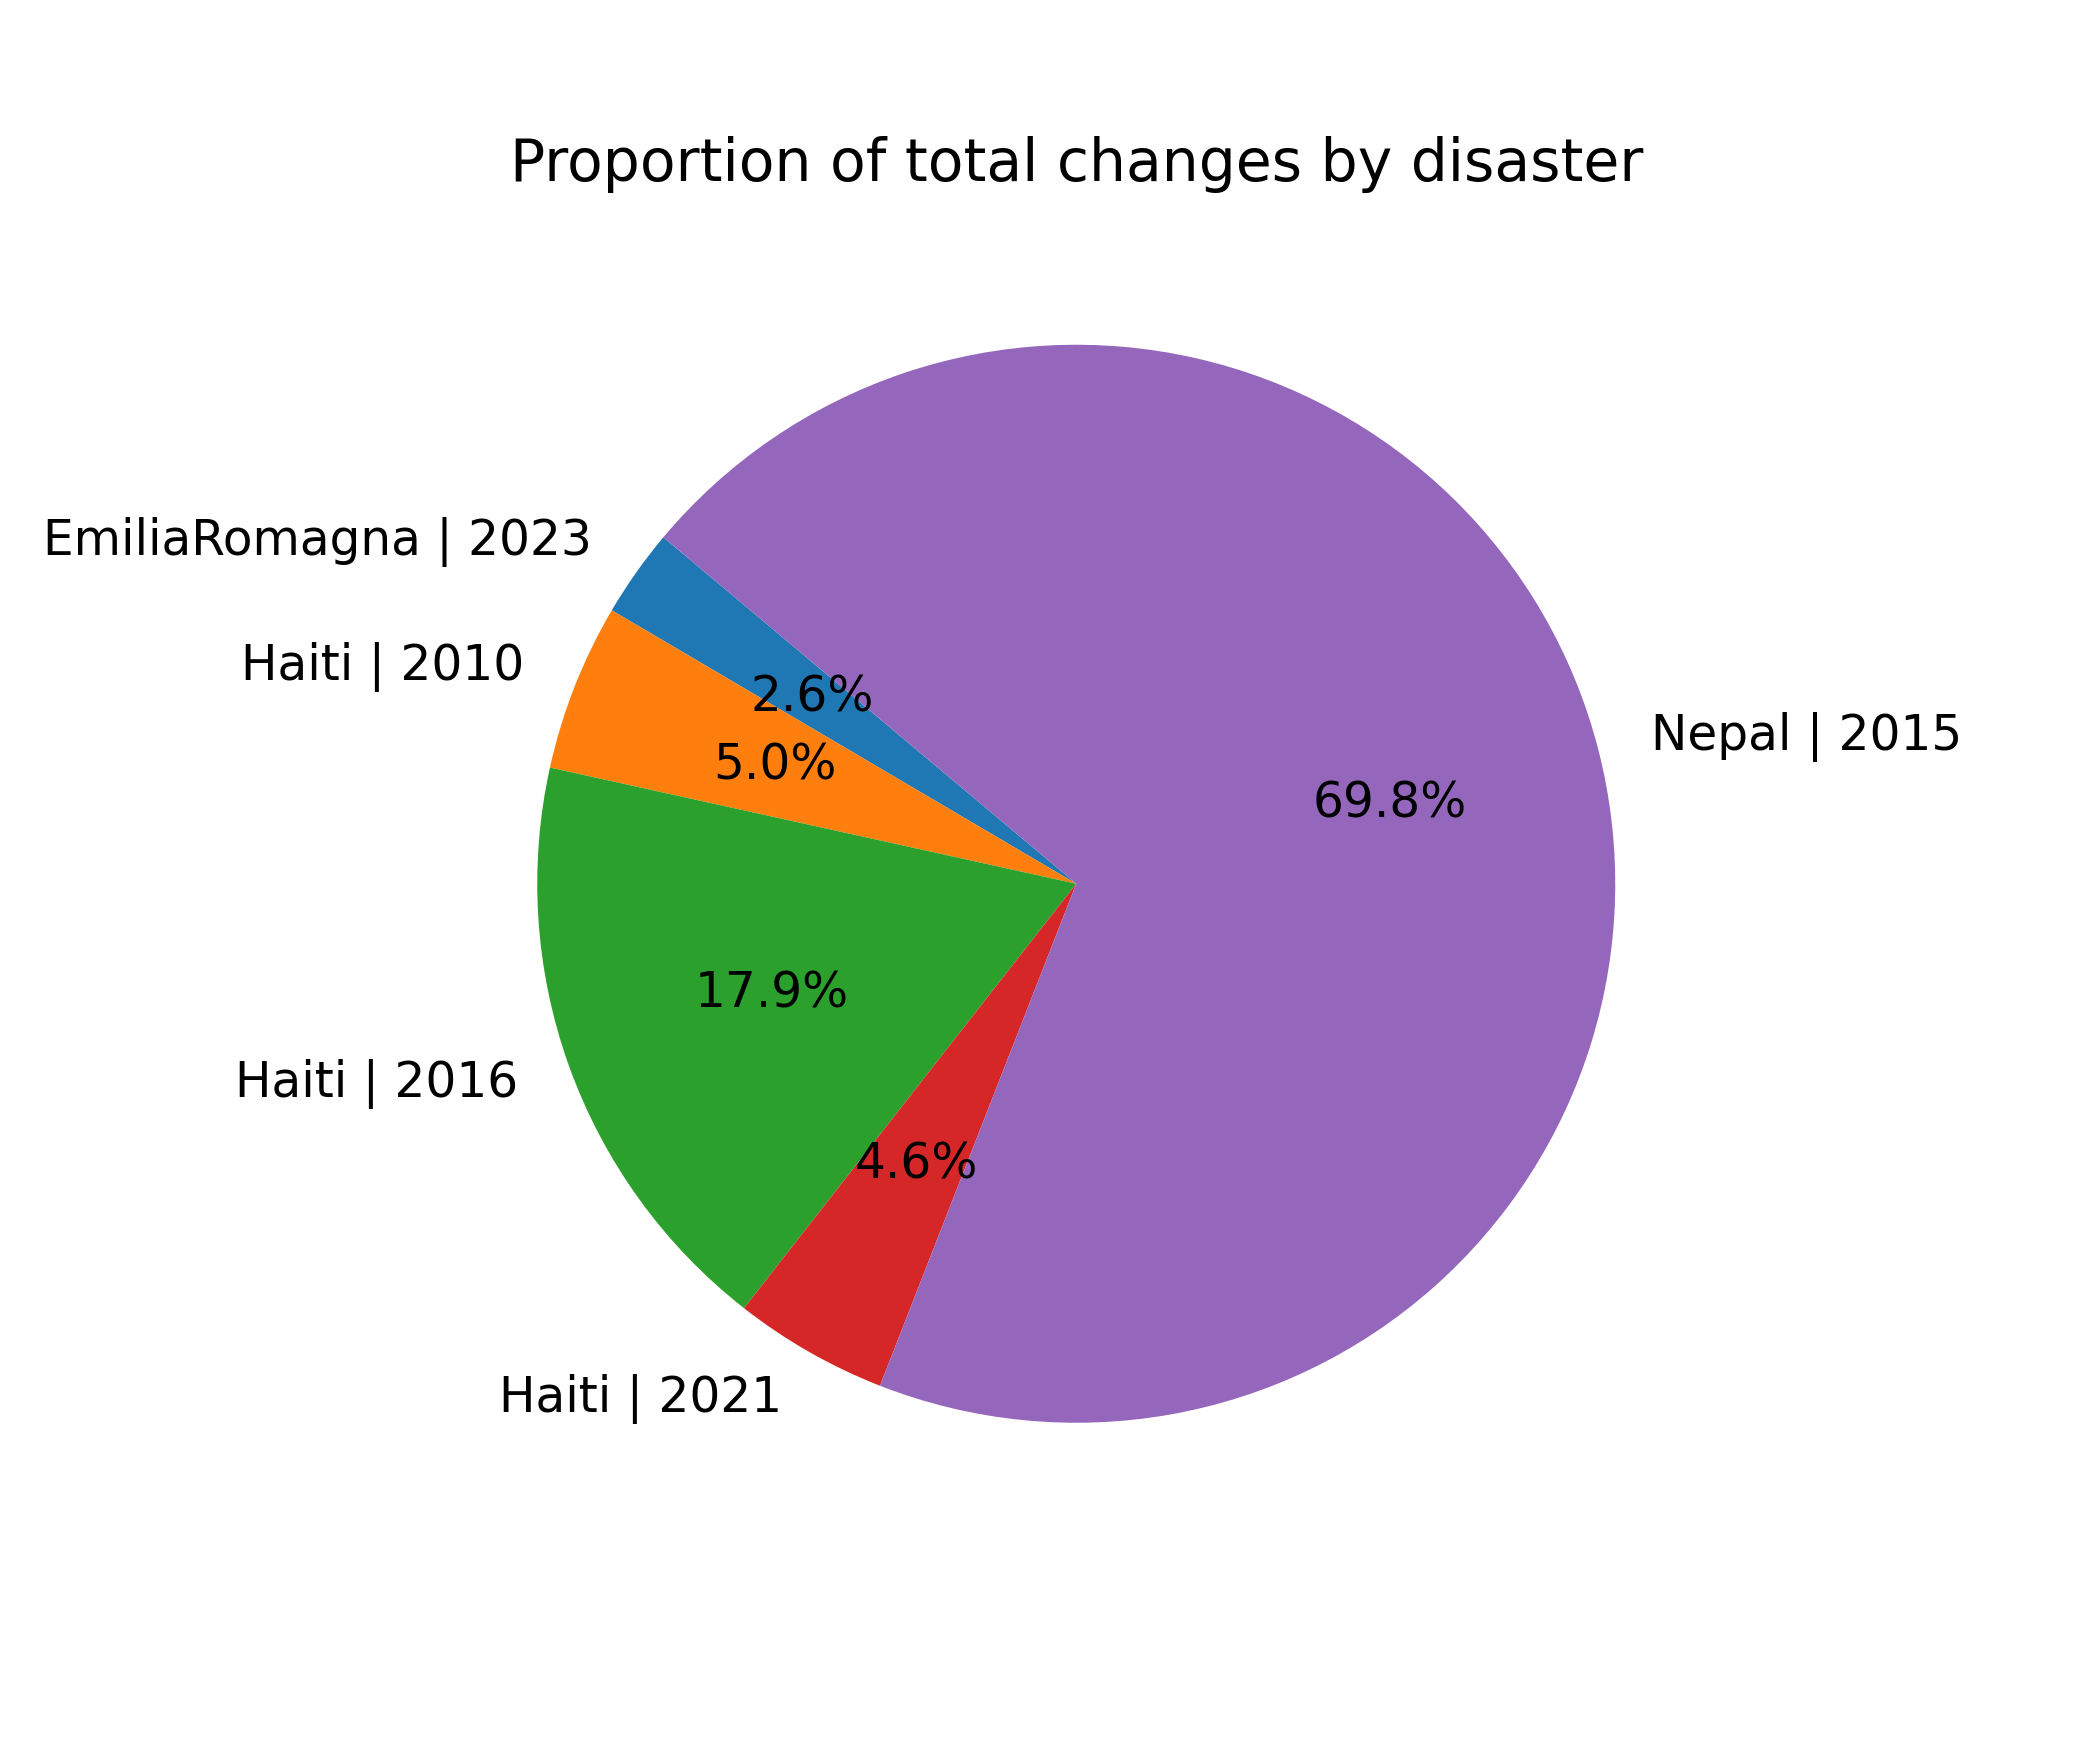 Proportion of total changes by disaster
EmiliaRomagna | 2023
Haiti | 2010
2.6%
Nepal | 2015
5.0%
69.8%
17.9%
Haiti | 2016
4.6%
Haiti | 2021